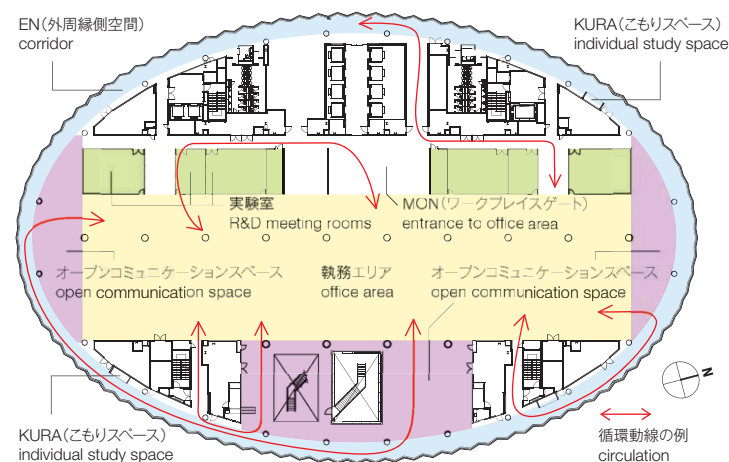 EN（外周縁側空間）
corridor
KURA（こもりスペース）
individual study space
実験室
R&D meeting rooms
MON（ワークプレイスゲート）
entrance to office area
オープンコミュニケーションスペース
open communication space
執務エリア
office area
オープンコミュニケーションスペース
open communication space
N
KURA（こもりスペース）
individual study space
循環動線の例
circulation